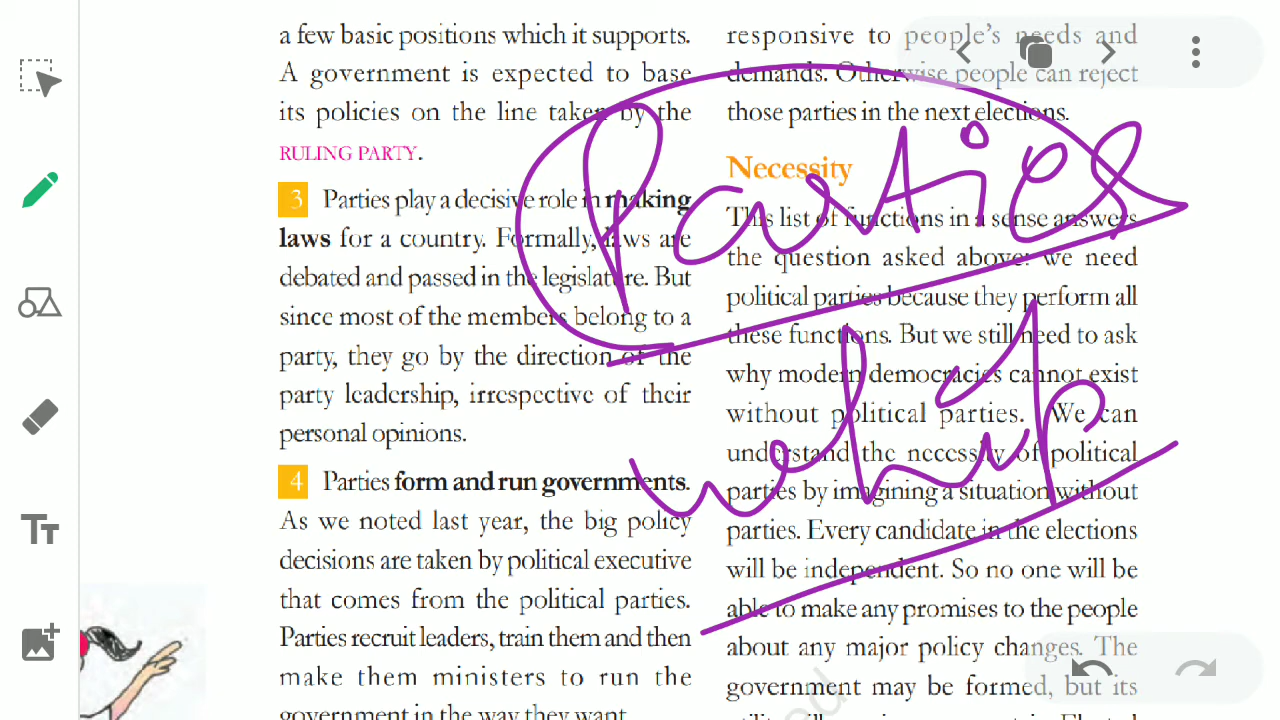 a few basic positions which it supports.
A government is expected to base
its policies on the line taken by the
RULING PARTY.
3 Parties play a decisive role in making
laws for a country. Formally, laws are
debated and passed in the legislature. But
since most of the members belong to a
party, they go by the direction of the
party leadership, irrespective of their
personal opinions.
4 Parties form and run governments.
As we noted last year, the big policy
decisions are taken by political executive
that comes from the political parties.
Parties recruit leaders, train them and then
make them ministers to run the
government in the way they want.
responsive to people's needs and
demands. Otherwise people can reject
those parties in the next elections.
Necessity
This list of functions in a sense answers
the question asked above: we need
political parties because they perform all
these functions. But we still need to ask
why modern democracies cannot exist
without political parties. We can
understand the necessity of political
parties by imagining a situation without
parties. Every candidate in the elections
will be independent. So no one will be
able to make any promises to the people
about any major policy changes. The
government may be formed, but its
Parties
whip
Tt